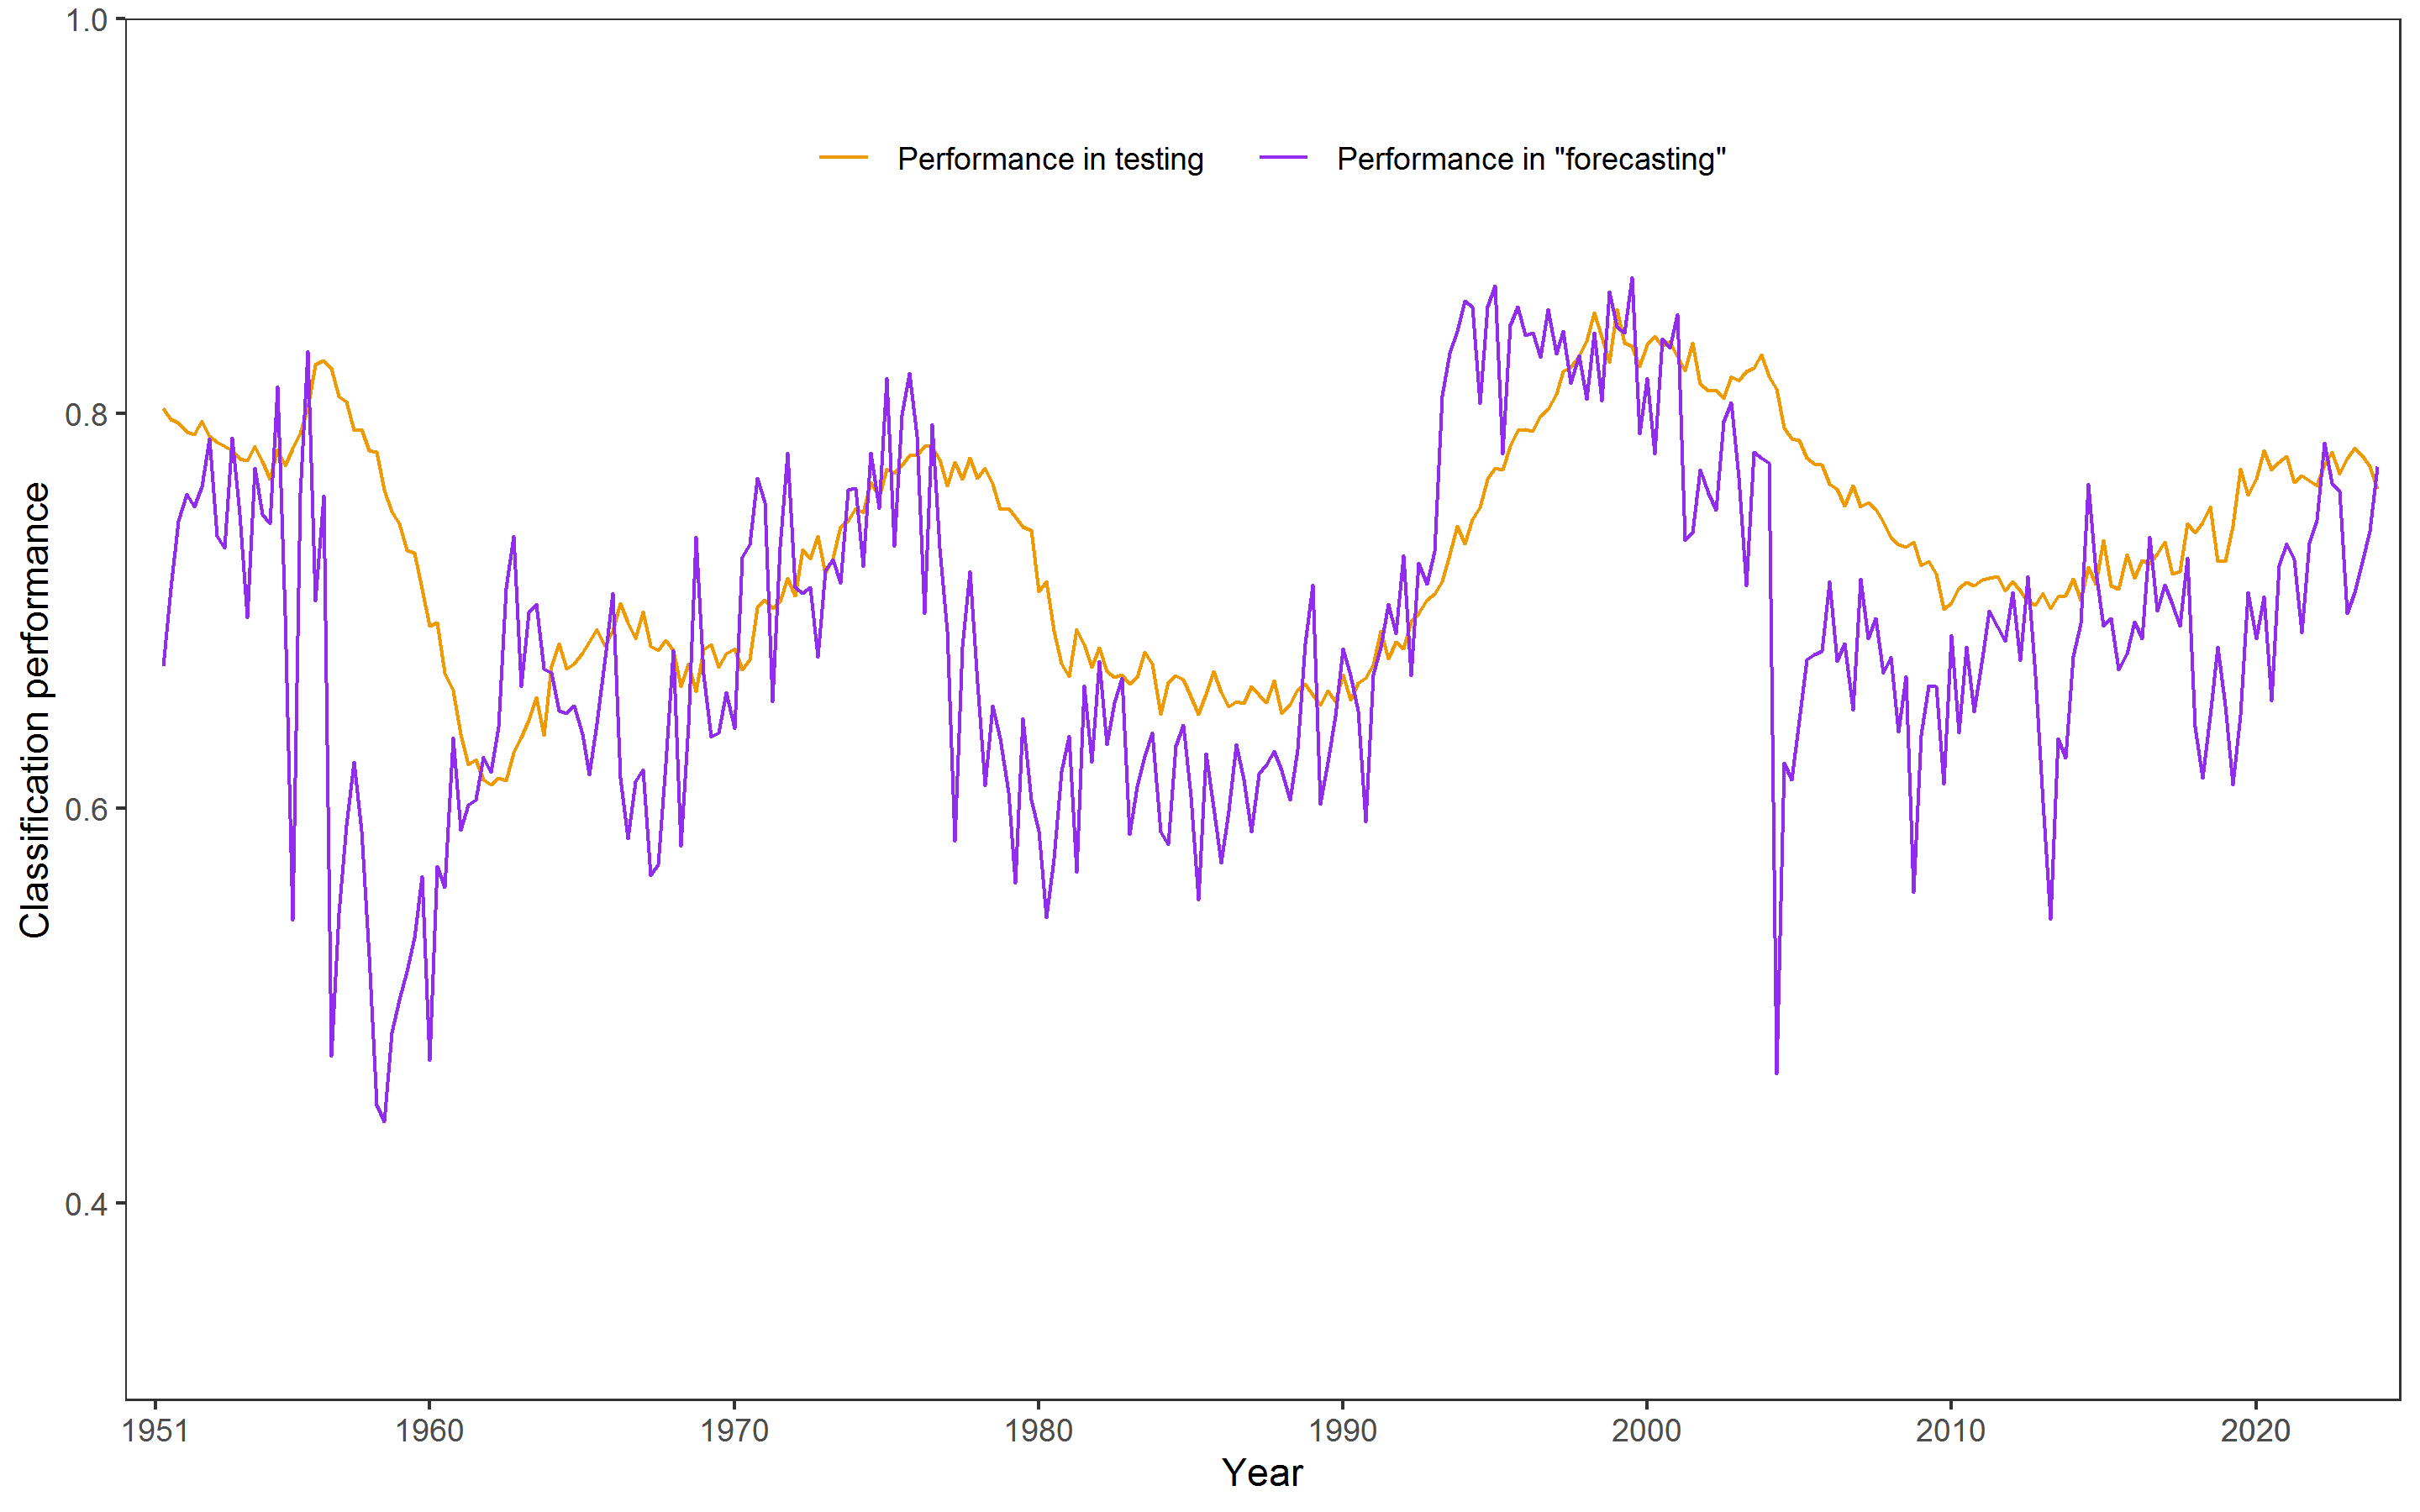 1.0
Performance in testing
Performance in "forecasting"
0.8
0.6
0.4
Classification performance
1951 1960 1970 1980 1990 2000 2010 2020
Year